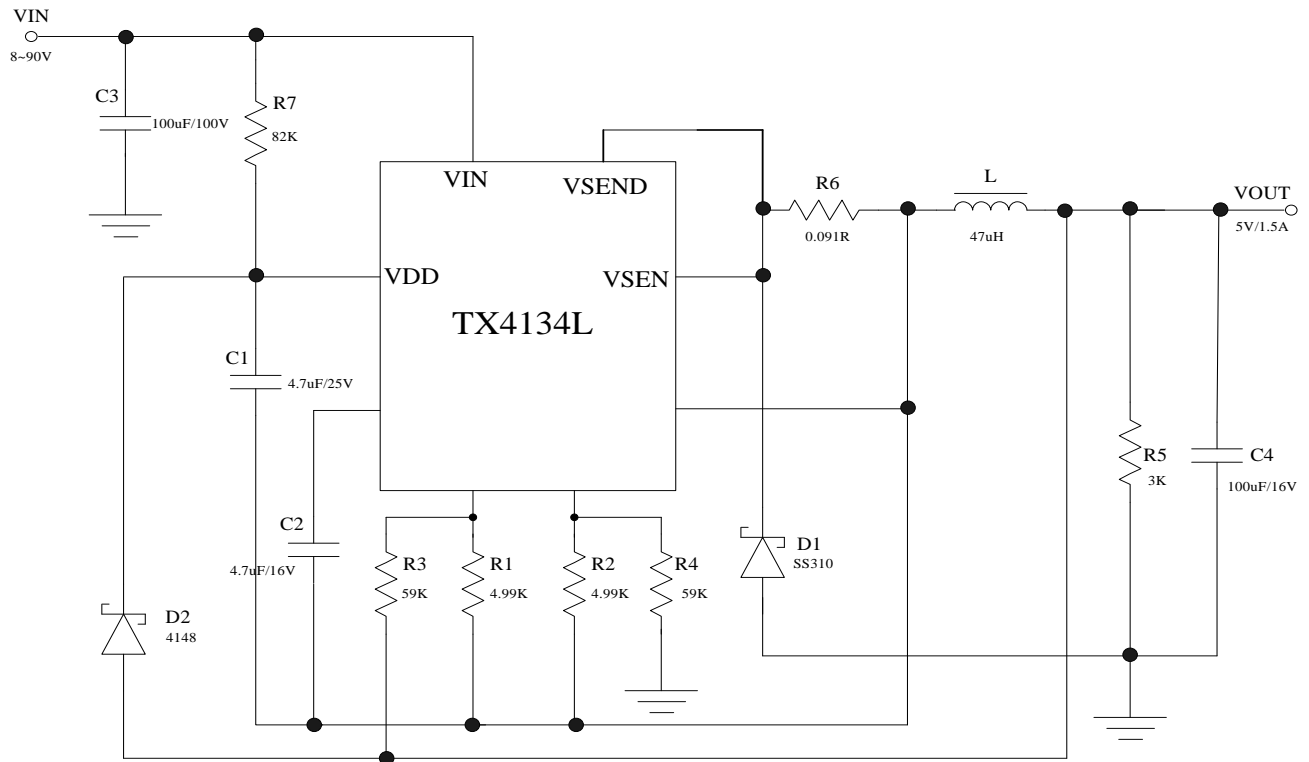 VIN
8~90V
C3
100uF/100V
R7
82K
VIN
VSEND
R6
0.091R
L
47uH
VOUT
5V/1.5A
VDD
VSEN
TX4134L
C1
4.7uF/25V
R5
3K
C4
100uF/16V
C2
4.7uF/16V
R3
59K
R1
4.99K
R2
4.99K
R4
59K
D1
SS310
D2
4148